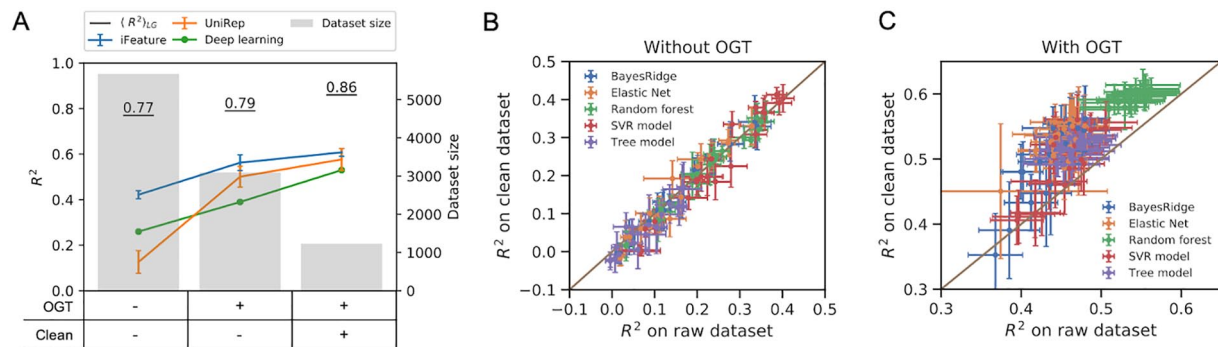 A
⟨ R² ⟩LG
UniRep
Dataset size
iFeature
Deep learning
R²
1.0
0.8
0.6
0.4
0.2
0.0
0.77
0.79
0.86
5000
4000
3000
2000
1000
0
Dataset size
OGT - + +
Clean - - +
B
Without OGT
BayesRidge
Elastic Net
Random forest
SVR model
Tree model
R² on clean dataset
0.5
0.4
0.3
0.2
0.1
0.0
−0.1
−0.1 0.0 0.1 0.2 0.3 0.4 0.5
R² on raw dataset
C
With OGT
R² on clean dataset
0.6
0.5
0.4
0.3
BayesRidge
Elastic Net
Random forest
SVR model
Tree model
0.3 0.4 0.5 0.6
R² on raw dataset